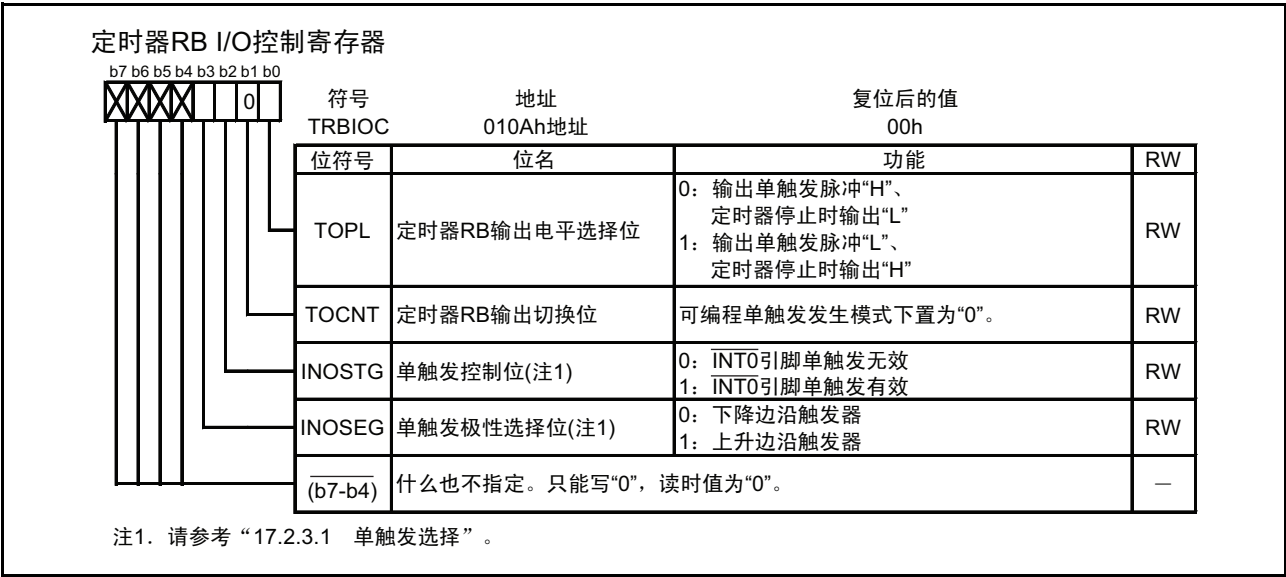 定时器RB I/O控制寄存器
b7 b6 b5 b4 b3 b2 b1 b0
0
符号 地址 复位后的值
TRBIOC 010Ah地址 00h
位符号 位名 功能 RW
TOPL 定时器RB输出电平选择位 0：输出单触发脉冲“H”、
定时器停止时输出“L”
1：输出单触发脉冲“L”、
定时器停止时输出“H” RW
TOCNT 定时器RB输出切换位 可编程单触发发生模式下置为“0”。 RW
INOSTG 单触发控制位(注1) 0：INT0引脚单触发无效
1：INT0引脚单触发有效 RW
INOSEG 单触发极性选择位(注1) 0：下降边沿触发器
1：上升边沿触发器 RW
(b7-b4) 什么也不指定。只能写“0”，读时值为“0”。 —
注1．请参考“17.2.3.1 单触发选择”。